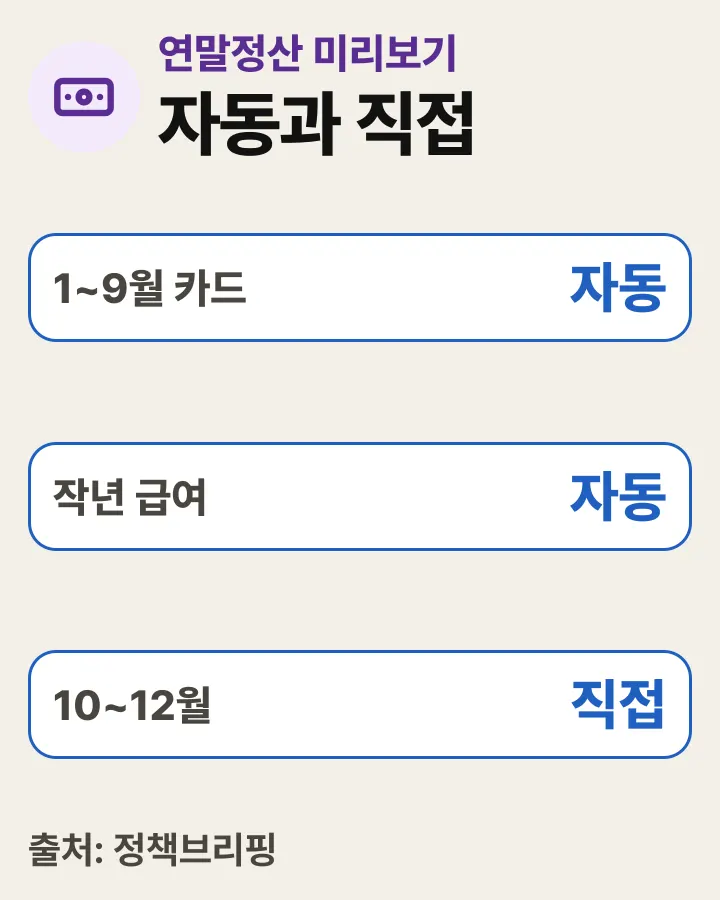 연말정산 미리보기
자동과 직접
1~9월 카드 자동
작년 급여 자동
10~12월 직접
출처: 정책브리핑